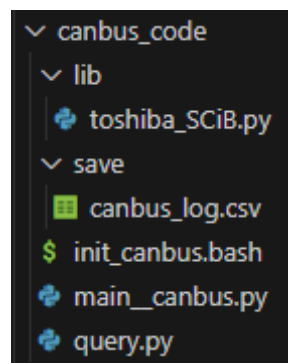 canbus_code
lib
toshiba_SCiB.py
save
canbus_log.csv
$ init_canbus.bash
main__canbus.py
query.py